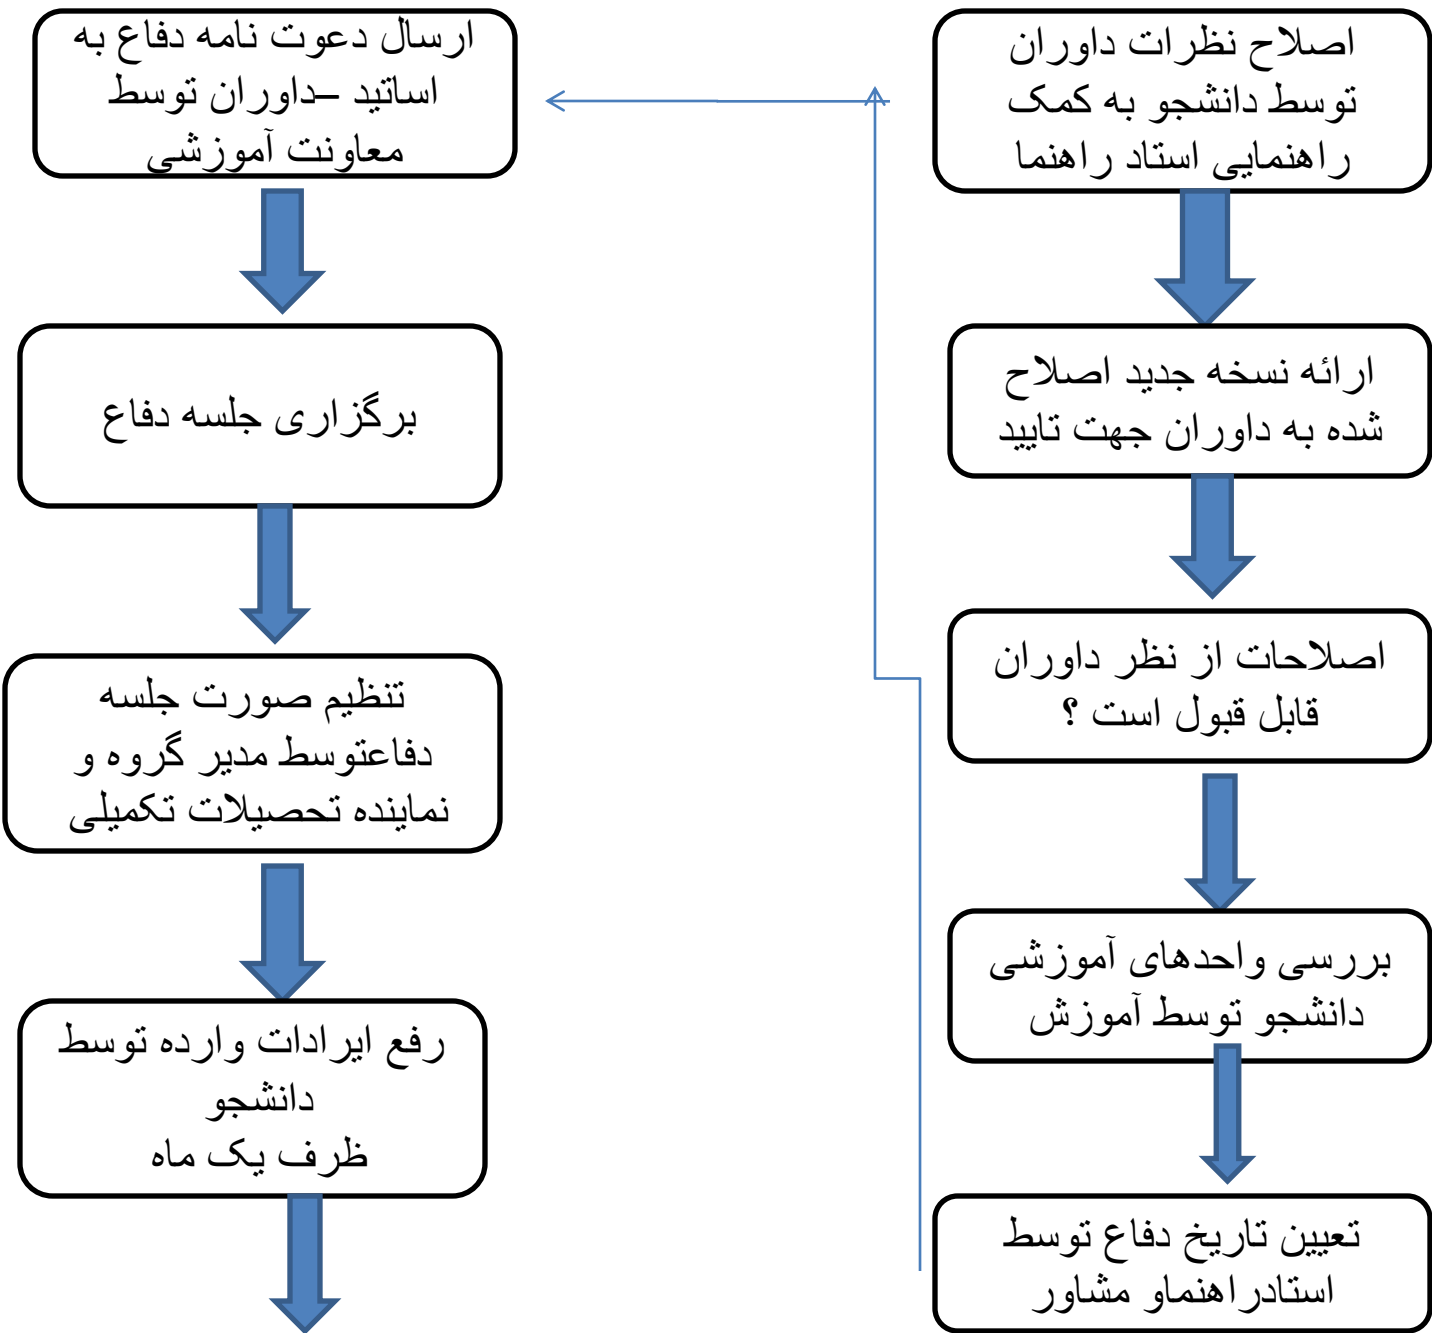 اصلاح نظرات داوران
توسط دانشجو به کمک
راهنمایی استاد راهنما
ارائه نسخه جدید اصلاح
شده به داوران جهت تایید
اصلاحات از نظر داوران
قابل قبول است ؟
بررسی واحدهای آموزشی
دانشجو توسط آموزش
تعیین تاریخ دفاع توسط
استادراهنماو مشاور
ارسال دعوت نامه دفاع به
اساتید –داوران توسط
معاونت آموزشی
برگزاری جلسه دفاع
تنظیم صورت جلسه
دفاعتوسط مدیر گروه و
نماینده تحصیلات تکمیلی
رفع ایرادات وارده توسط
دانشجو
ظرف یک ماه